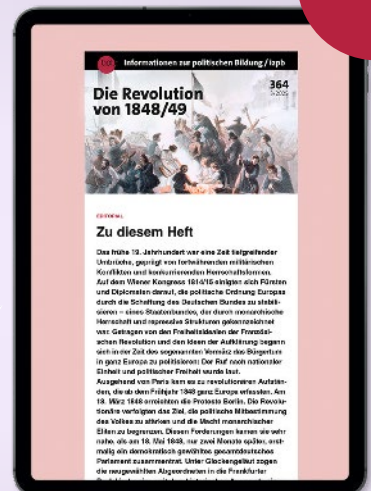 Informationen zur politischen Bildung / izpb
Die Revolution
von 1848/49
364
EDITORIAL
Zu diesem Heft
Das frühe 19. Jahrhundert war eine Zeit tiefgreifender
Umbrüche, geprägt von fortwährenden militärischen
Konflikten und konkurrierenden Herrschaftsformen.
Auf dem Wiener Kongress 1814/15 einigten sich Fürsten
und Diplomaten darauf, die politische Ordnung Europas
durch die Schaffung des Deutschen Bundes zu stabili-
sieren – eines Staatenbundes, der durch monarchische
Herrschaft und repressive Strukturen gekennzeichnet
war. Getragen von den Freiheitsidealen der Französi-
schen Revolution und den Ideen der Aufklärung begann
sich in der Zeit des sogenannten Vormärz das Bürgertum
in ganz Europa zu politisieren: Der Ruf nach nationaler
Einheit und politischer Freiheit wurde laut.
Ausgehend von Paris kam es zu revolutionären Aufstän-
den, die ab dem Frühjahr 1848 ganz Europa erfassten. Am
18. März 1848 erreichten die Proteste Berlin. Die Revolu-
tionäre verfolgten das Ziel, die politische Mitbestimmung
des Volkes zu stärken und die Macht monarchischer
Eliten zu begrenzen. Diesen Forderungen kamen sie sehr
nahe, als am 18. Mai 1848, nur zwei Monate später, erst-
malig ein demokratisch gewähltes gesamtdeutsches
Parlament zusammentrat. Unter Glockengeläut zogen
die neugewählten Abgeordneten in die Frankfurter